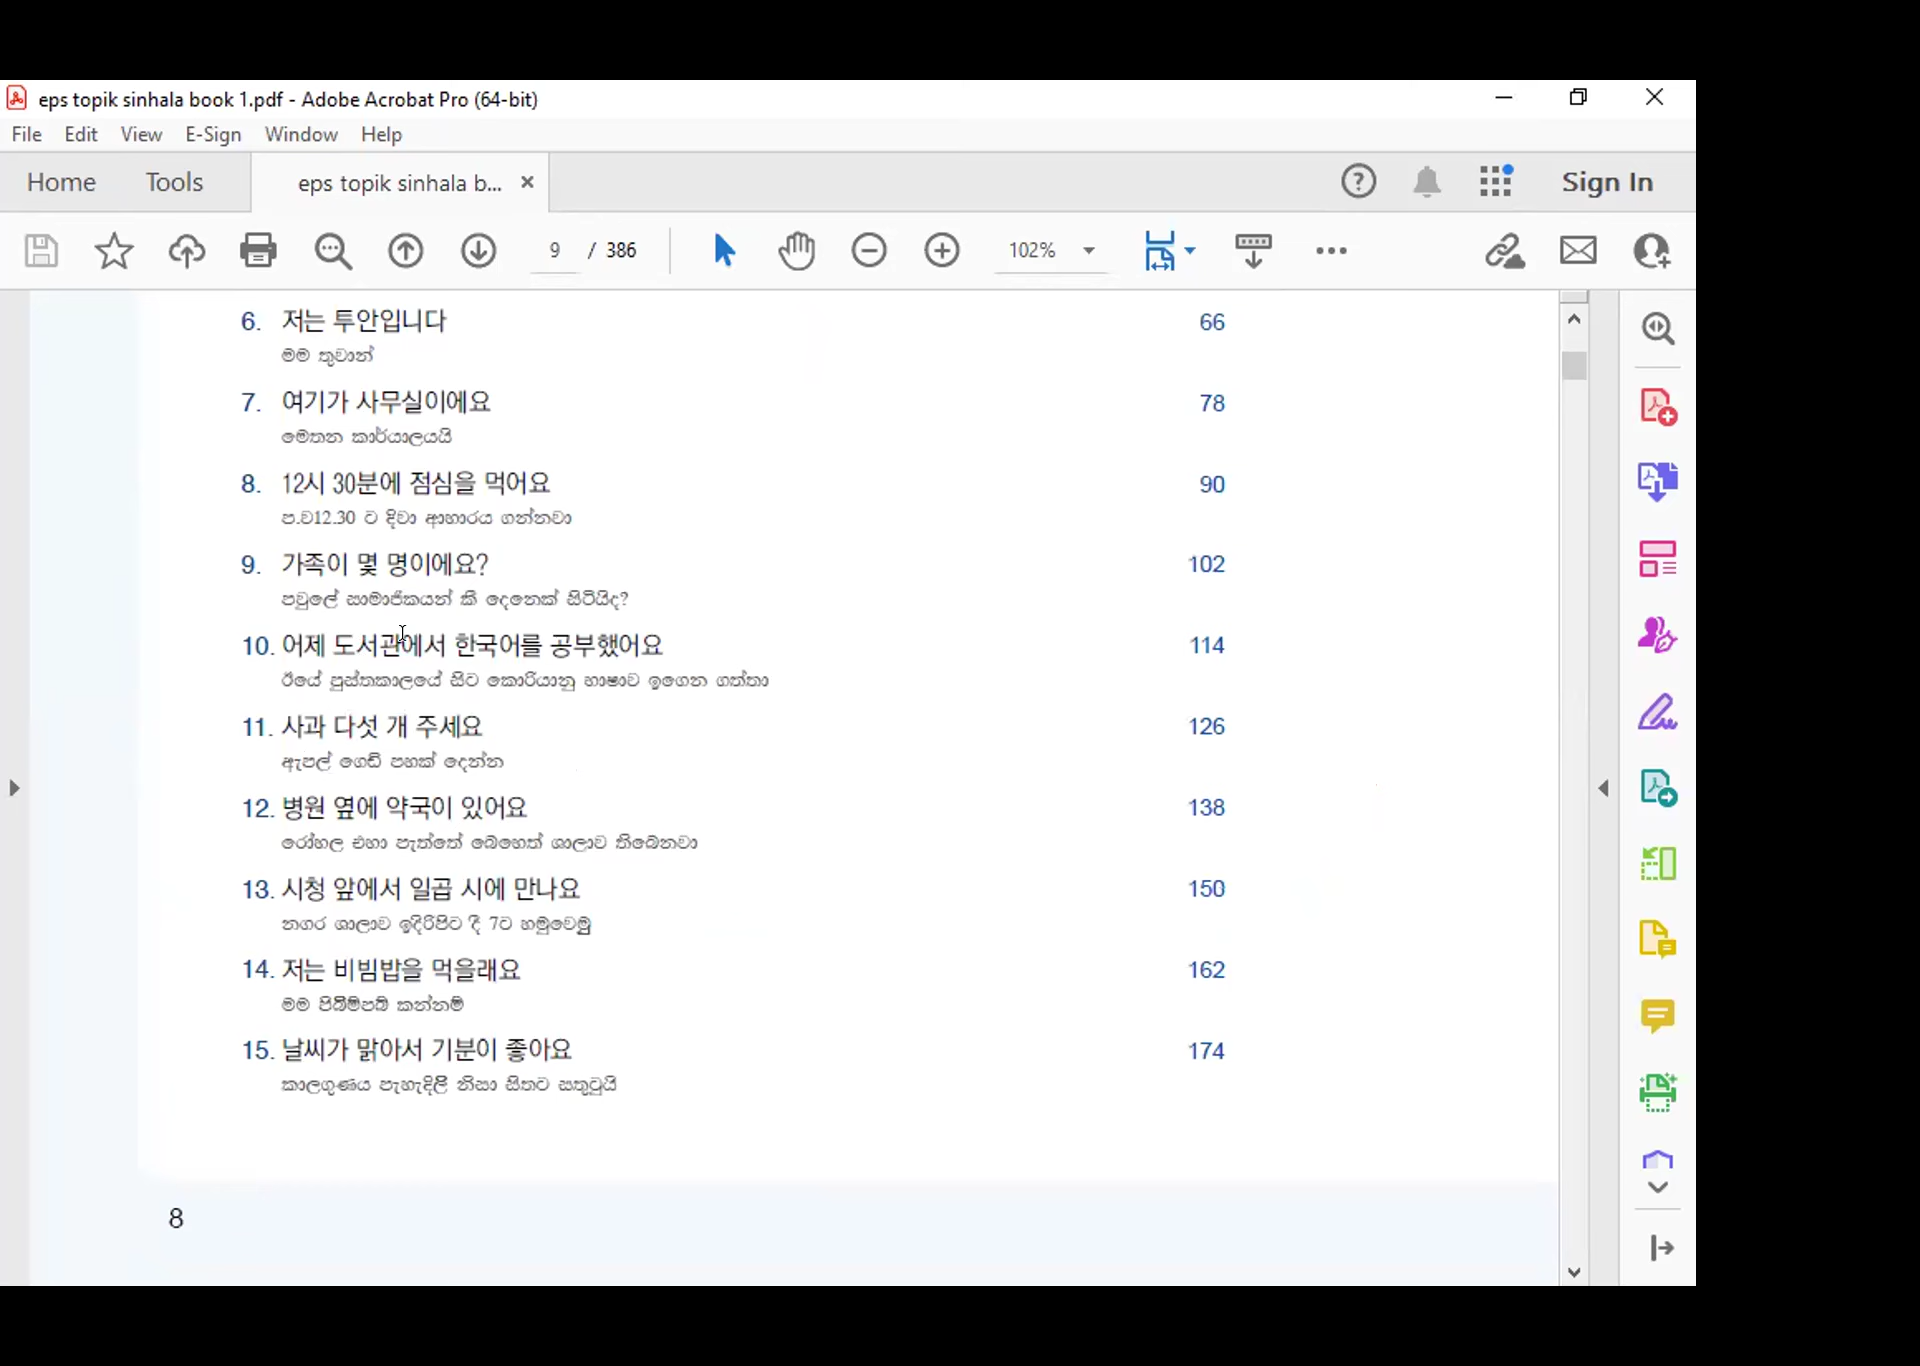 eps topik sinhala book 1.pdf - Adobe Acrobat Pro (64-bit)
File Edit View E-Sign Window Help
Home Tools eps topik sinhala b... Sign In
9 / 386 102%
6. 저는 투안입니다 66
මම තුවාන්
7. 여기가 사무실이에요 78
මෙතන කාර්යාලයයි
8. 12시 30분에 점심을 먹어요 90
ප.ව12.30 ට දිවා ආහාරය ගන්නවා
9. 가족이 몇 명이에요? 102
පවුලේ සාමාජිකයන් කී දෙනෙක් සිටියිද?
10. 어제 도서관에서 한국어를 공부했어요 114
ඊයේ පුස්තකාලයේ සිට කොරියානු භාෂාව ඉගෙන ගත්තා
11. 사과 다섯 개 주세요 126
ඇපල් ගෙඩි පහක් දෙන්න
12. 병원 옆에 약국이 있어요 138
රෝහල එහා පැත්තේ බෙහෙත් ශාලාව තිබෙනවා
13. 시청 앞에서 일곱 시에 만나요 150
නගර ශාලාව ඉදිරිපිට දී 7ට හමුවෙමු
14. 저는 비빔밥을 먹을래요 162
මම පිබිම්පබ් කන්නම්
15. 날씨가 맑아서 기분이 좋아요 174
කාලගුණය පැහැදිලි නිසා සිතට සතුටුයි
8